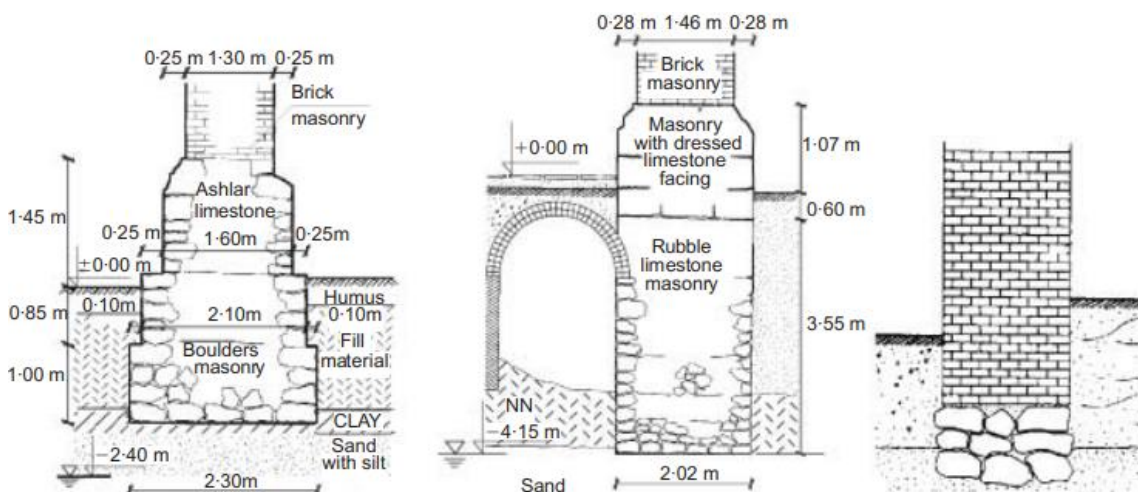 0·25 m 1·30 m 0·25 m
Brick
masonry
Ashlar
limestone
1·45 m
0·25 m 1·60m 0·25m
±0·00 m
0·85 m
0·10m
Humus
0·10m
2·10m
Fill
material
Boulders
masonry
1·00 m
CLAY
Sand
with silt
−2·40 m
2·30m
0·28 m 1·46 m 0·28 m
Brick
masonry
Masonry
with dressed
limestone
facing
1·07 m
+0·00 m
0·60 m
Rubble
limestone
masonry
3·55 m
NN
−4·15 m
2·02 m
Sand